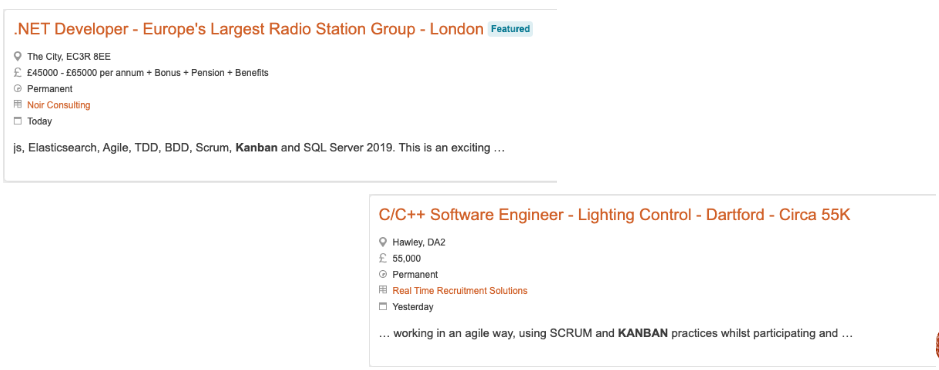 .NET Developer - Europe's Largest Radio Station Group - London Featured
The City, EC3R 8EE
£45000 - £65000 per annum + Bonus + Pension + Benefits
Permanent
Noir Consulting
Today
js, Elasticsearch, Agile, TDD, BDD, Scrum, Kanban and SQL Server 2019. This is an exciting …
C/C++ Software Engineer - Lighting Control - Dartford - Circa 55K
Hawley, DA2
£ 55,000
Permanent
Real Time Recruitment Solutions
Yesterday
… working in an agile way, using SCRUM and KANBAN practices whilst participating and …